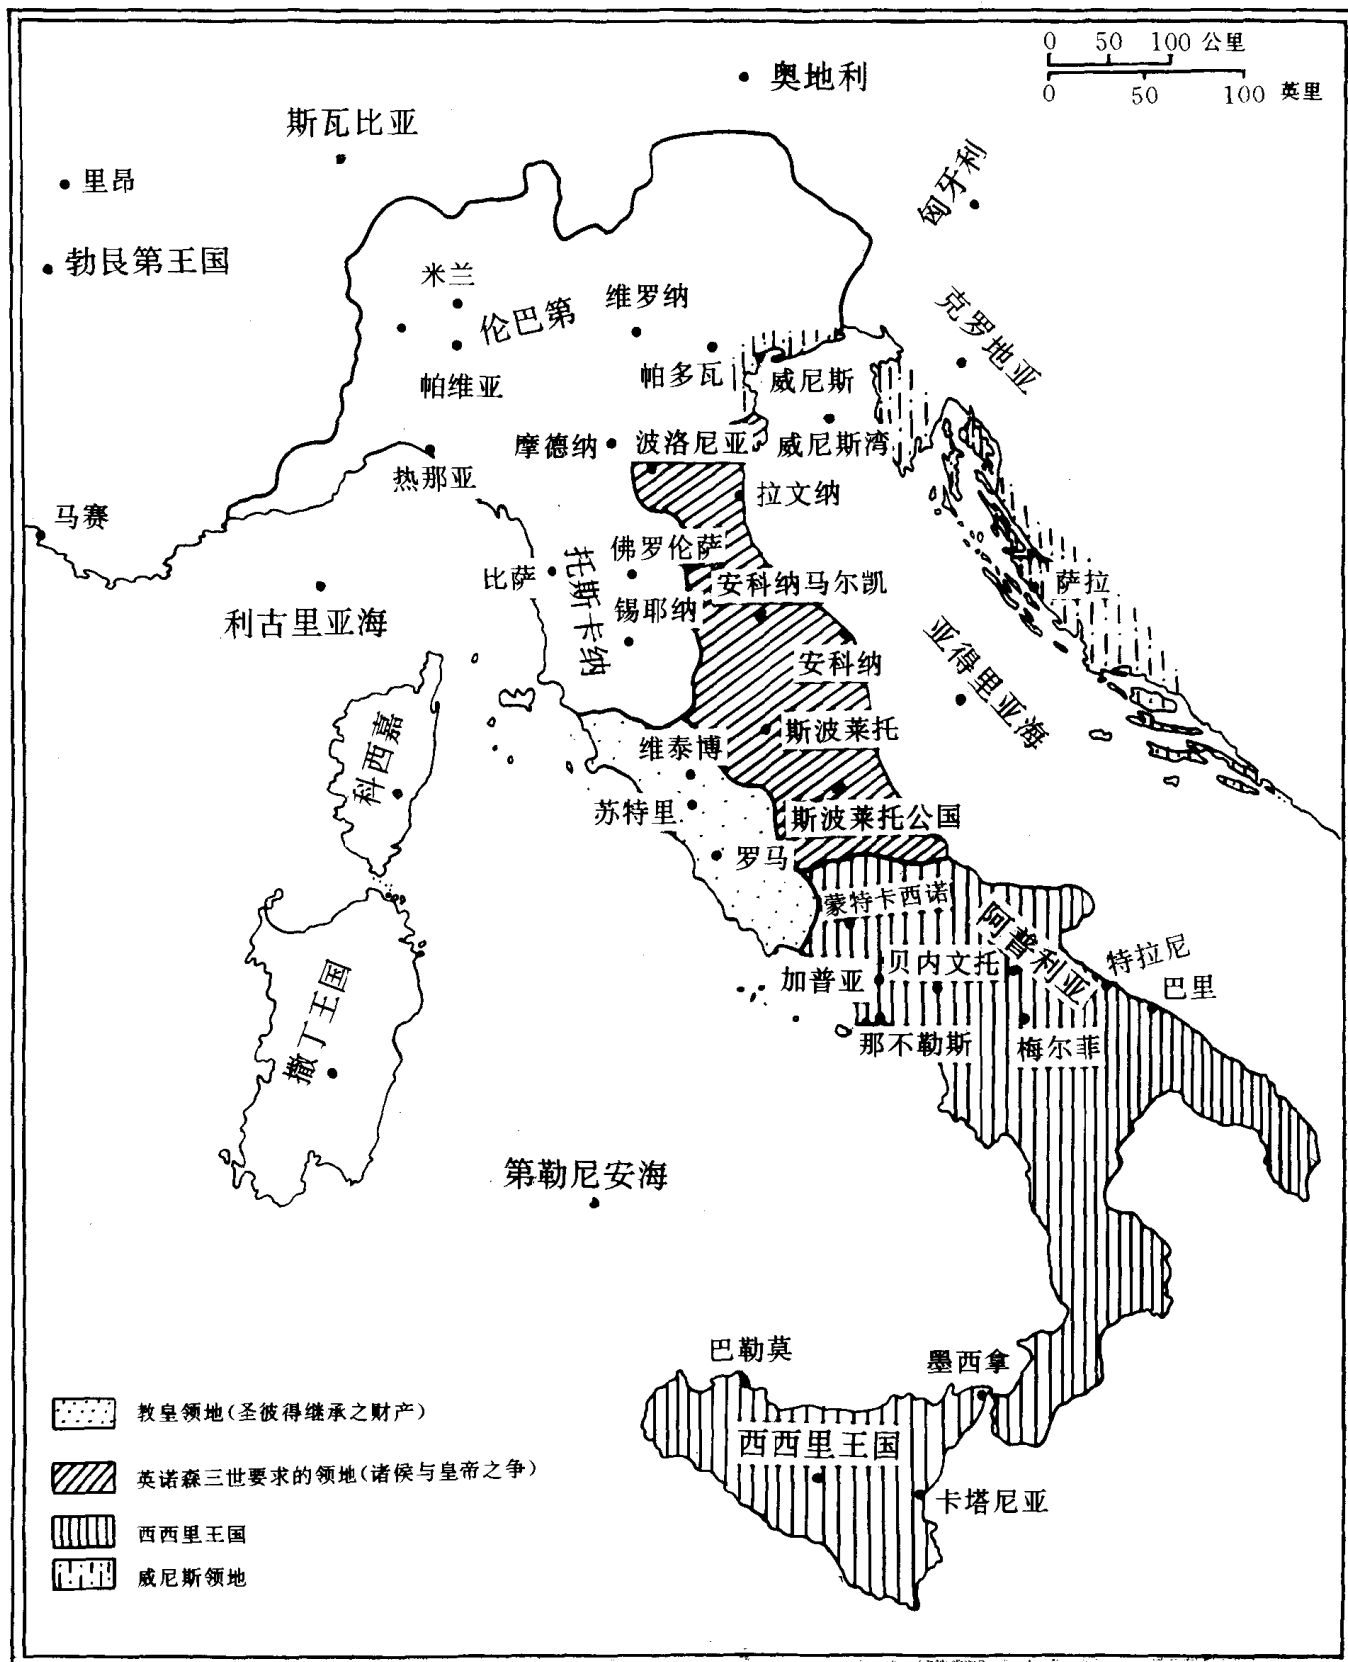 0 50 100 公里
0 50 100 英里
奥地利
斯瓦比亚
里昂
匈牙利
勃艮第王国
米兰
维罗纳
伦巴第
克罗地亚
帕维亚
帕多瓦
威尼斯
摩德纳
波洛尼亚
威尼斯湾
热那亚
拉文纳
马赛
佛罗伦萨
比萨
托斯卡纳
安科纳马尔凯
萨拉
锡耶纳
利古里亚海
安科纳
亚得里亚海
科西嘉
维泰博
斯波莱托
苏特里
斯波莱托公国
罗马
蒙特卡西诺
阿普利亚
特拉尼
加普亚
贝内文托
巴里
撒丁王国
那不勒斯
梅尔菲
第勒尼安海
巴勒莫
墨西拿
西西里王国
卡塔尼亚
教皇领地(圣彼得继承之财产)
英诺森三世要求的领地(诸侯与皇帝之争)
西西里王国
威尼斯领地